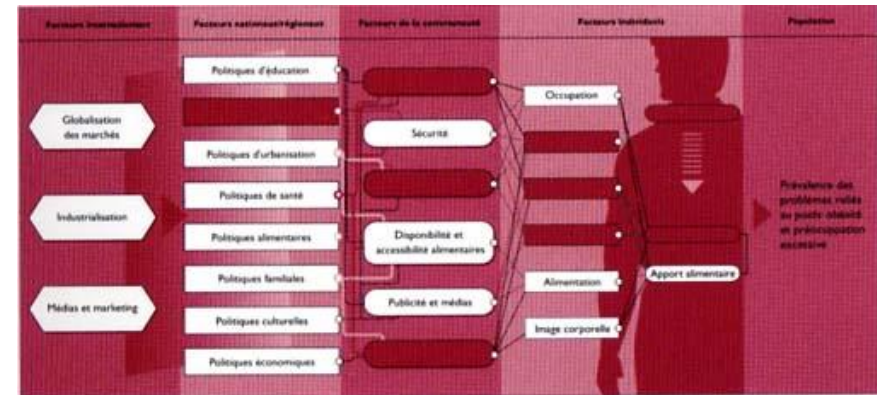 Facteurs internationaux
Facteurs nationaux/régionaux
Facteurs de la communauté
Facteurs individuels
Population
Globalisation
des marchés
Industrialisation
Médias et marketing
Politiques d'éducation
Politiques d'urbanisation
Politiques de santé
Politiques alimentaires
Politiques familiales
Politiques culturelles
Politiques économiques
Sécurité
Disponibilité et
accessibilité alimentaires
Publicité et médias
Occupation
Alimentation
Image corporelle
Apport alimentaire
Prévalence des
problèmes reliés
au poids: obésité
et préoccupation
excessive